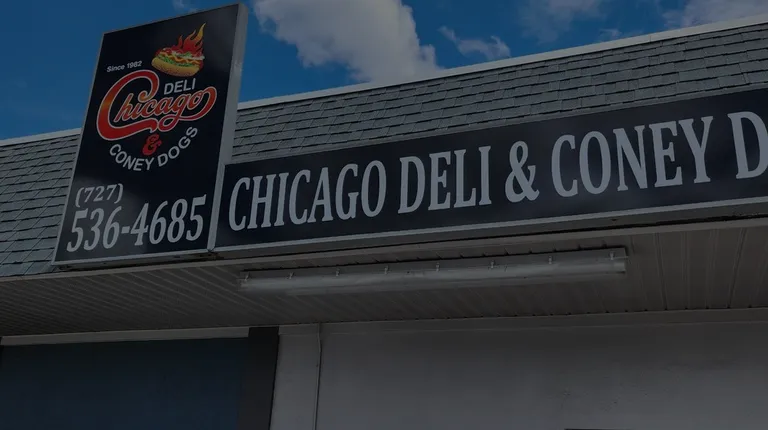 Since 1982
DELI
Chicago
&
CONEY DOGS
(727)
536-4685
CHICAGO DELI & CONEY D